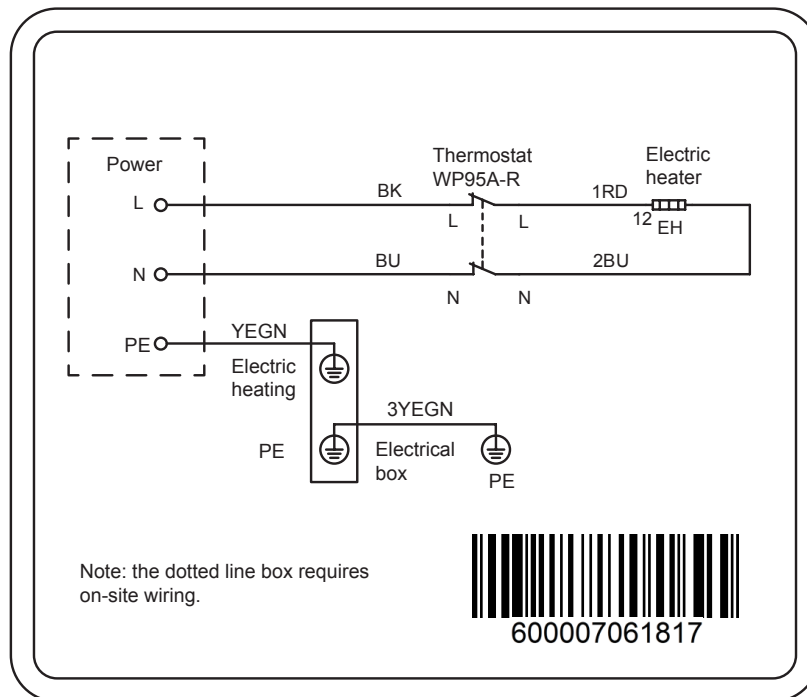 Power
Thermostat
WP95A-R
Electric
heater
L
BK
L
L
1RD
12
EH
N
BU
N
N
2BU
PE
YEGN
Electric
heating
3YEGN
PE
Electrical
box
PE
Note: the dotted line box requires
on-site wiring.
600007061817